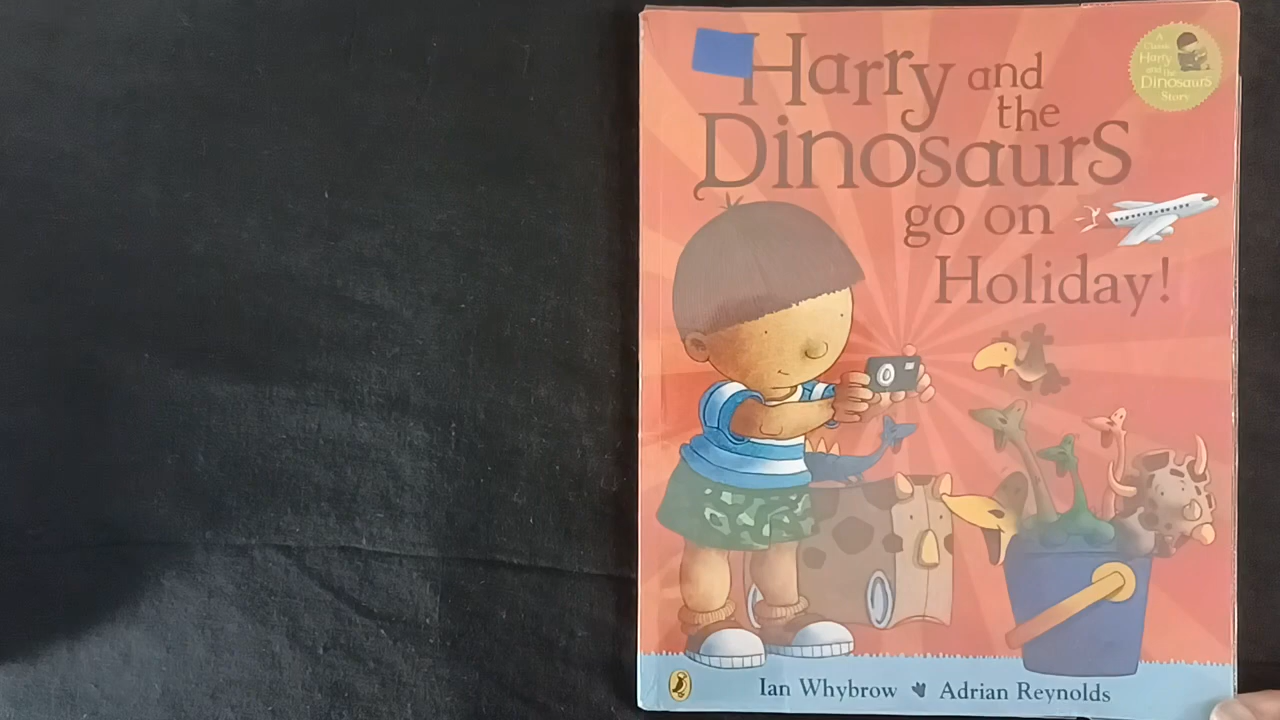 Harry and
the
Dinosaurs
go on
Holiday!
A
Classic
Harry
and the
Dinosaurs
Story
Ian Whybrow Adrian Reynolds